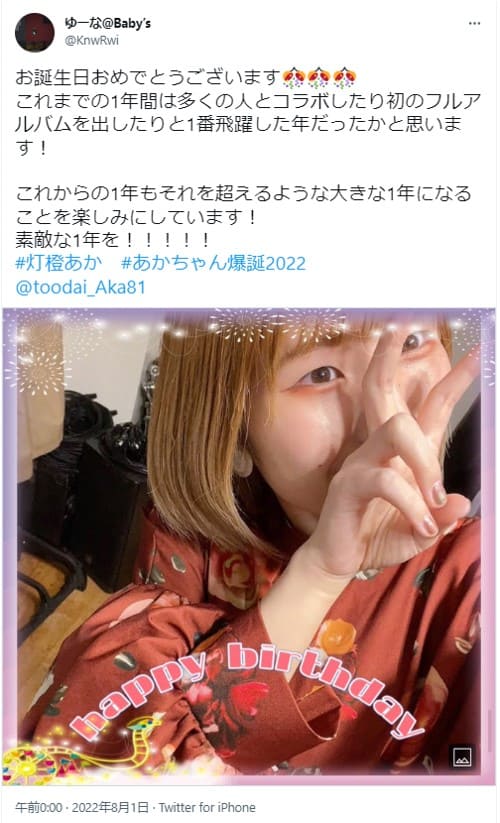 ゆーな@Baby's
@KnwRwi
お誕生日おめでとうございます
これまでの1年間は多くの人とコラボしたり初のフルア
ルバムを出したりと1番飛躍した年だったかと思いま
す！
これからの1年もそれを超えるような大きな1年になる
ことを楽しみにしています！
素敵な1年を！！！！！
#灯橙あか　#あかちゃん爆誕2022
@toodai_Aka81
happy birthday
午前0:00 · 2022年8月1日 · Twitter for iPhone